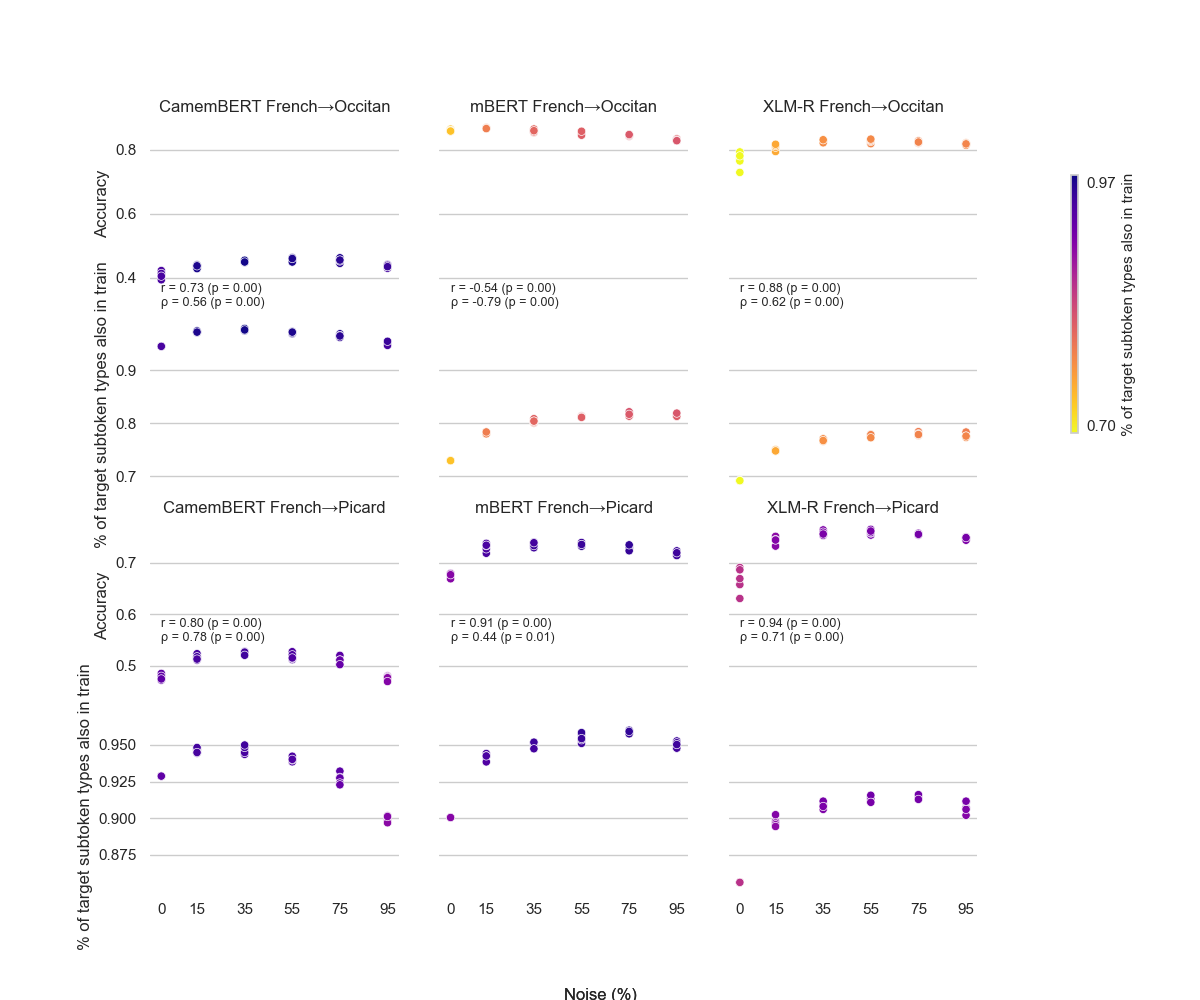 CamemBERT French→Occitan
mBERT French→Occitan
XLM-R French→Occitan
0.8
0.6
0.4
Accuracy
r = 0.73 (p = 0.00)
ρ = 0.56 (p = 0.00)
r = -0.54 (p = 0.00)
ρ = -0.79 (p = 0.00)
r = 0.88 (p = 0.00)
ρ = 0.62 (p = 0.00)
0.97
0.70
% of target subtoken types also in train
0.9
0.8
0.7
% of target subtoken types also in train
CamemBERT French→Picard
mBERT French→Picard
XLM-R French→Picard
0.7
0.6
0.5
Accuracy
r = 0.80 (p = 0.00)
ρ = 0.78 (p = 0.00)
r = 0.91 (p = 0.00)
ρ = 0.44 (p = 0.01)
r = 0.94 (p = 0.00)
ρ = 0.71 (p = 0.00)
0.950
0.925
0.900
0.875
% of target subtoken types also in train
0 15 35 55 75 95
0 15 35 55 75 95
0 15 35 55 75 95
Noise (%)